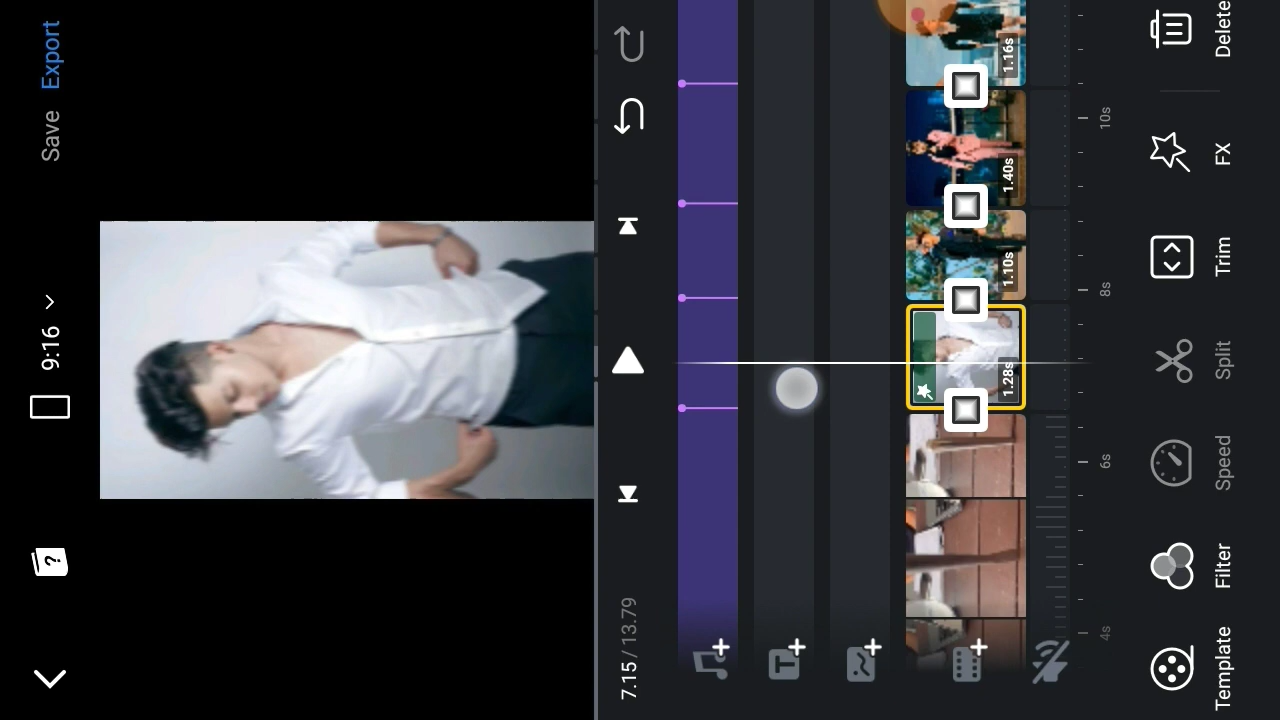 9:16
Save
Export
7.15 / 13.79
1.28s
1.10s
1.40s
1.16s
4s
6s
8s
10s
Template
Filter
Speed
Split
Trim
FX
Delete